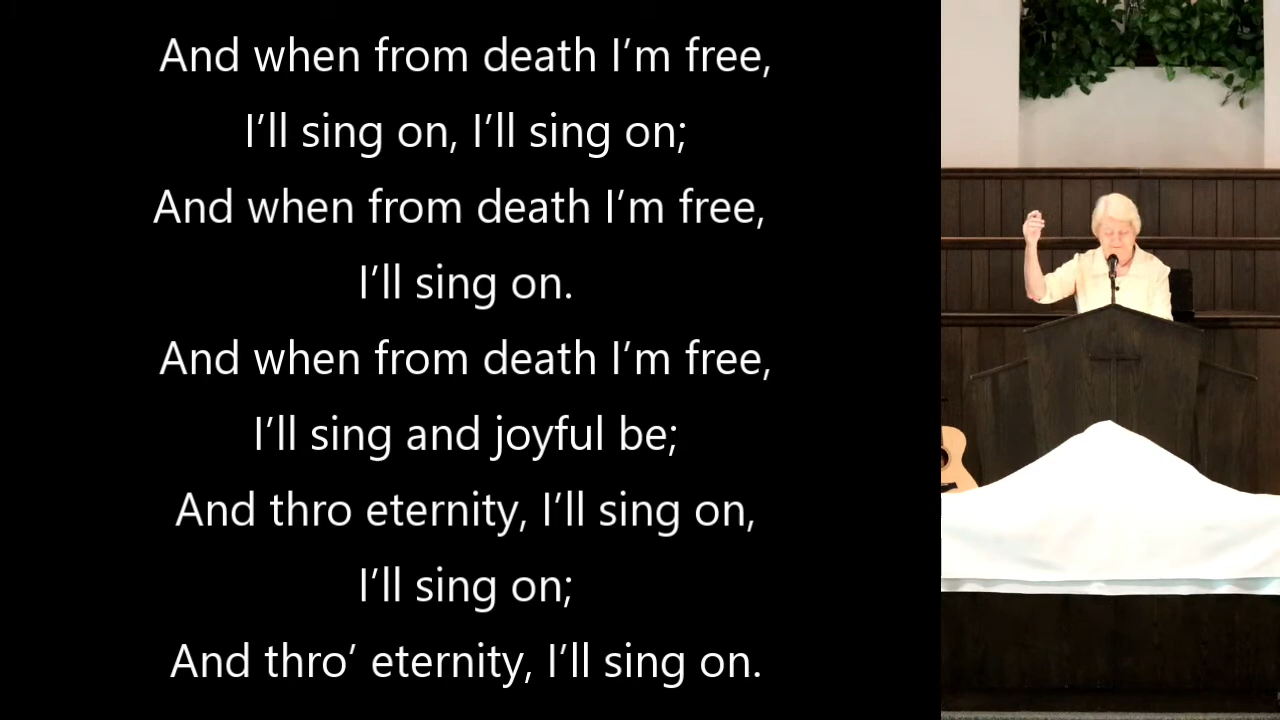 And when from death I’m free,
I’ll sing on, I’ll sing on;
And when from death I’m free,
I’ll sing on.
And when from death I’m free,
I’ll sing and joyful be;
And thro eternity, I’ll sing on,
I’ll sing on;
And thro’ eternity, I’ll sing on.